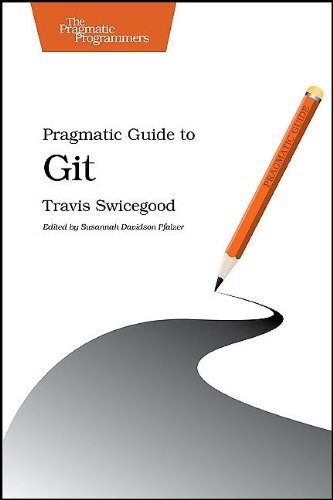 The
Pragmatic
Programmers
Pragmatic Guide to
Git
Travis Swicegood
Edited by Susannah Davidson Pfalzer
PRAGMATIC GUIDE